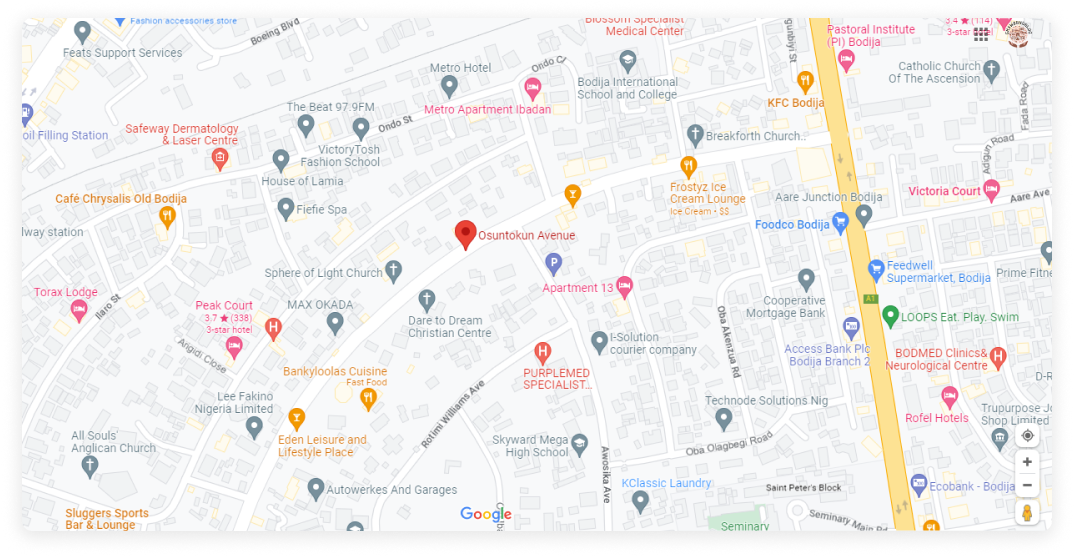 Fashion accessories store
Feats Support Services
Boeing Blvd
Blossom Specialist
Medical Center
Pastoral Institute
(PI) Bodija
3.4 ★ (114)
3-star hotel
Catholic Church
Of The Ascension
Metro Hotel
Ondo Cr
Bodija International
School and College
Metro Apartment Ibadan
KFC Bodija
Fada Road
The Beat 97.9FM
Ondo St
oil Filling Station
Safeway Dermatology
& Laser Centre
VictoryTosh
Fashion School
Breakforth Church..
Adigun Road
House of Lamia
Café Chrysalis Old Bodija
Fiefie Spa
Frostyz Ice
Cream Lounge
Ice Cream • $$
Victoria Court
Aare Ave
Aare Junction Bodija
Foodco Bodija
lway station
Osuntokun Avenue
Sphere of Light Church
P
Feedwell
Supermarket, Bodija
Prime Fitne
Torax Lodge
Ilaro St
Peak Court
3.7 ★ (338)
3-star hotel
MAX OKADA
Apartment 13
Cooperative
Mortgage Bank
A1
Oba Akenzua Rd
Dare to Dream
Christian Centre
LOOPS Eat. Play. Swim
H
Arigidi Close
I-Solution
courier company
Access Bank Plc
Bodija Branch 2
BODMED Clinics&
Neurological Centre
H
H
PURPLEMED
SPECIALIST...
Bankyloolas Cuisine
Fast Food
D-R
Lee Fakino
Nigeria Limited
Rotimi Williams Ave
Technode Solutions Nig
Rofel Hotels
Trupurpose Jo
Shop Limited
Eden Leisure and
Lifestyle Place
All Souls'
Anglican Church
Skyward Mega
High School
Oba Olagbegi Road
Awosika Ave
Autowerkes And Garages
KClassic Laundry
Saint Peter's Block
Ecobank - Bodija
Sluggers Sports
Bar & Lounge
Google
Seminary
Seminary Main Rd